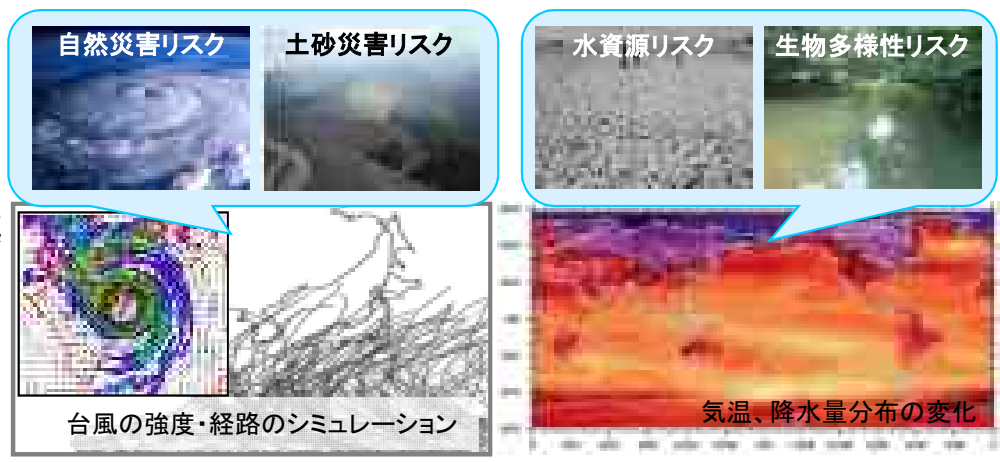 自然災害リスク
土砂災害リスク
水資源リスク
生物多様性リスク
台風の強度・経路のシミュレーション
気温、降水量分布の変化